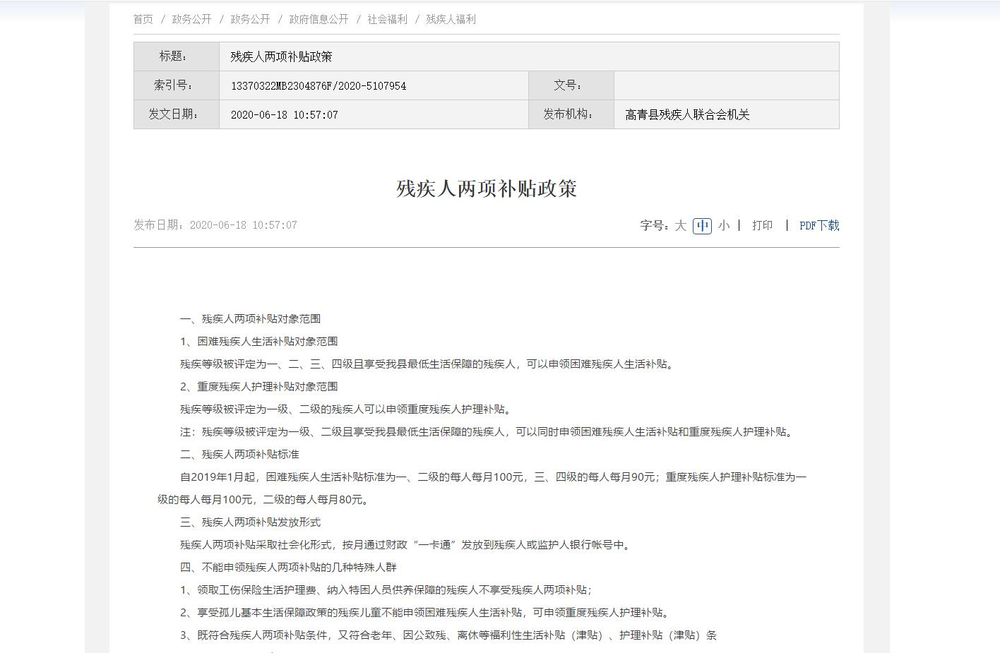 首页 / 政务公开 / 政务公开 / 政府信息公开 / 社会福利 / 残疾人福利
标题： 残疾人两项补贴政策
索引号： 13370322MB2304876F/2020-5107954 文号：
发文日期： 2020-06-18 10:57:07 发布机构： 高青县残疾人联合会机关
残疾人两项补贴政策
发布日期：2020-06-18 10:57:07 字号：大 中 小 | 打印 | PDF下载
一、残疾人两项补贴对象范围
1、困难残疾人生活补贴对象范围
残疾等级被评定为一、二、三、四级且享受我县最低生活保障的残疾人，可以申领困难残疾人生活补贴。
2、重度残疾人护理补贴对象范围
残疾等级被评定为一级、二级的残疾人可以申领重度残疾人护理补贴。
注：残疾等级被评定为一级、二级且享受我县最低生活保障的残疾人，可以同时申领困难残疾人生活补贴和重度残疾人护理补贴。
二、残疾人两项补贴标准
自2019年1月起，困难残疾人生活补贴标准为一、二级的每人每月100元，三、四级的每人每月90元；重度残疾人护理补贴标准为一
级的每人每月100元，二级的每人每月80元。
三、残疾人两项补贴发放形式
残疾人两项补贴采取社会化形式，按月通过财政“一卡通”发放到残疾人或监护人银行帐号中。
四、不能申领残疾人两项补贴的几种特殊人群
1、领取工伤保险生活护理费、纳入特困人员供养保障的残疾人不享受残疾人两项补贴；
2、享受孤儿基本生活保障政策的残疾儿童不能申领困难残疾人生活补贴，可申领重度残疾人护理补贴。
3、既符合残疾人两项补贴条件，又符合老年、因公致残、离休等福利性生活补贴（津贴）、护理补贴（津贴）条